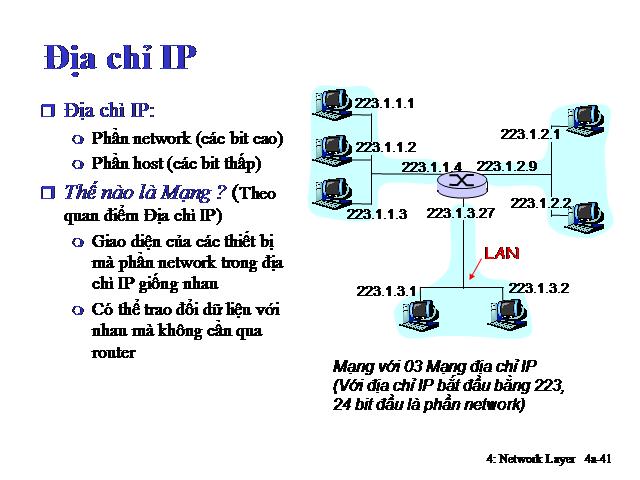 Địa chỉ IP
Địa chỉ IP:
Phần network (các bit cao)
Phần host (các bit thấp)
Thế nào là Mạng ? (Theo
quan điểm Địa chỉ IP)
Giao diện của các thiết bị
mà phần network trong địa
chỉ IP giống nhau
Có thể trao đổi dữ liệu với
nhau mà không cần qua
router
223.1.1.1
223.1.1.2
223.1.1.3
223.1.1.4
223.1.2.9
223.1.2.1
223.1.2.2
223.1.3.27
LAN
223.1.3.1
223.1.3.2
Mạng với 03 Mạng địa chỉ IP
(Với địa chỉ IP bắt đầu bằng 223,
24 bit đầu là phần network)
4: Network Layer 4a-41